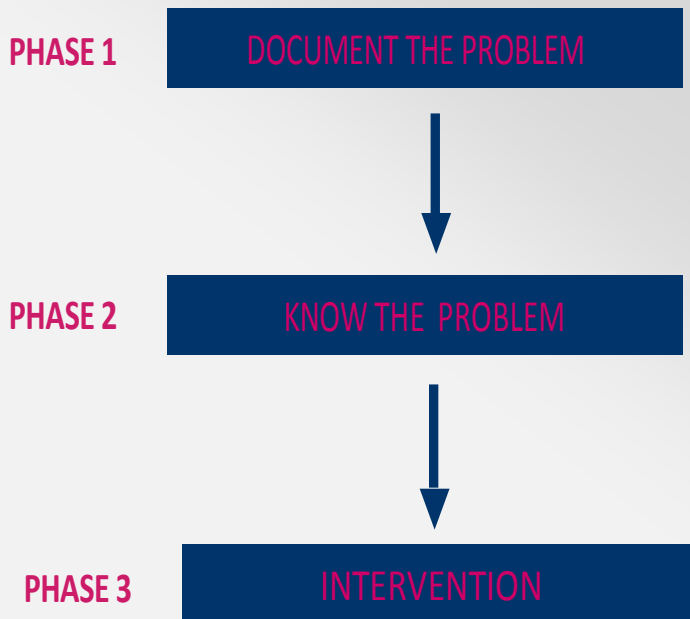 PHASE 1 DOCUMENT THE PROBLEM
PHASE 2 KNOW THE PROBLEM
PHASE 3 INTERVENTION